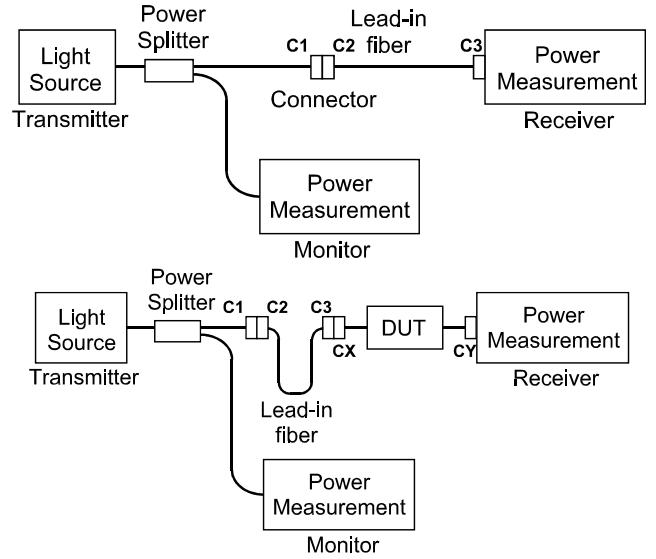 Power
Splitter
Light
Source
Transmitter
C1 C2
Lead-in
fiber
C3
Connector
Power
Measurement
Receiver
Power
Measurement
Monitor
Power
Splitter
Light
Source
Transmitter
C1 C2
C3
CX
DUT
CY
Power
Measurement
Receiver
Lead-in
fiber
Power
Measurement
Monitor